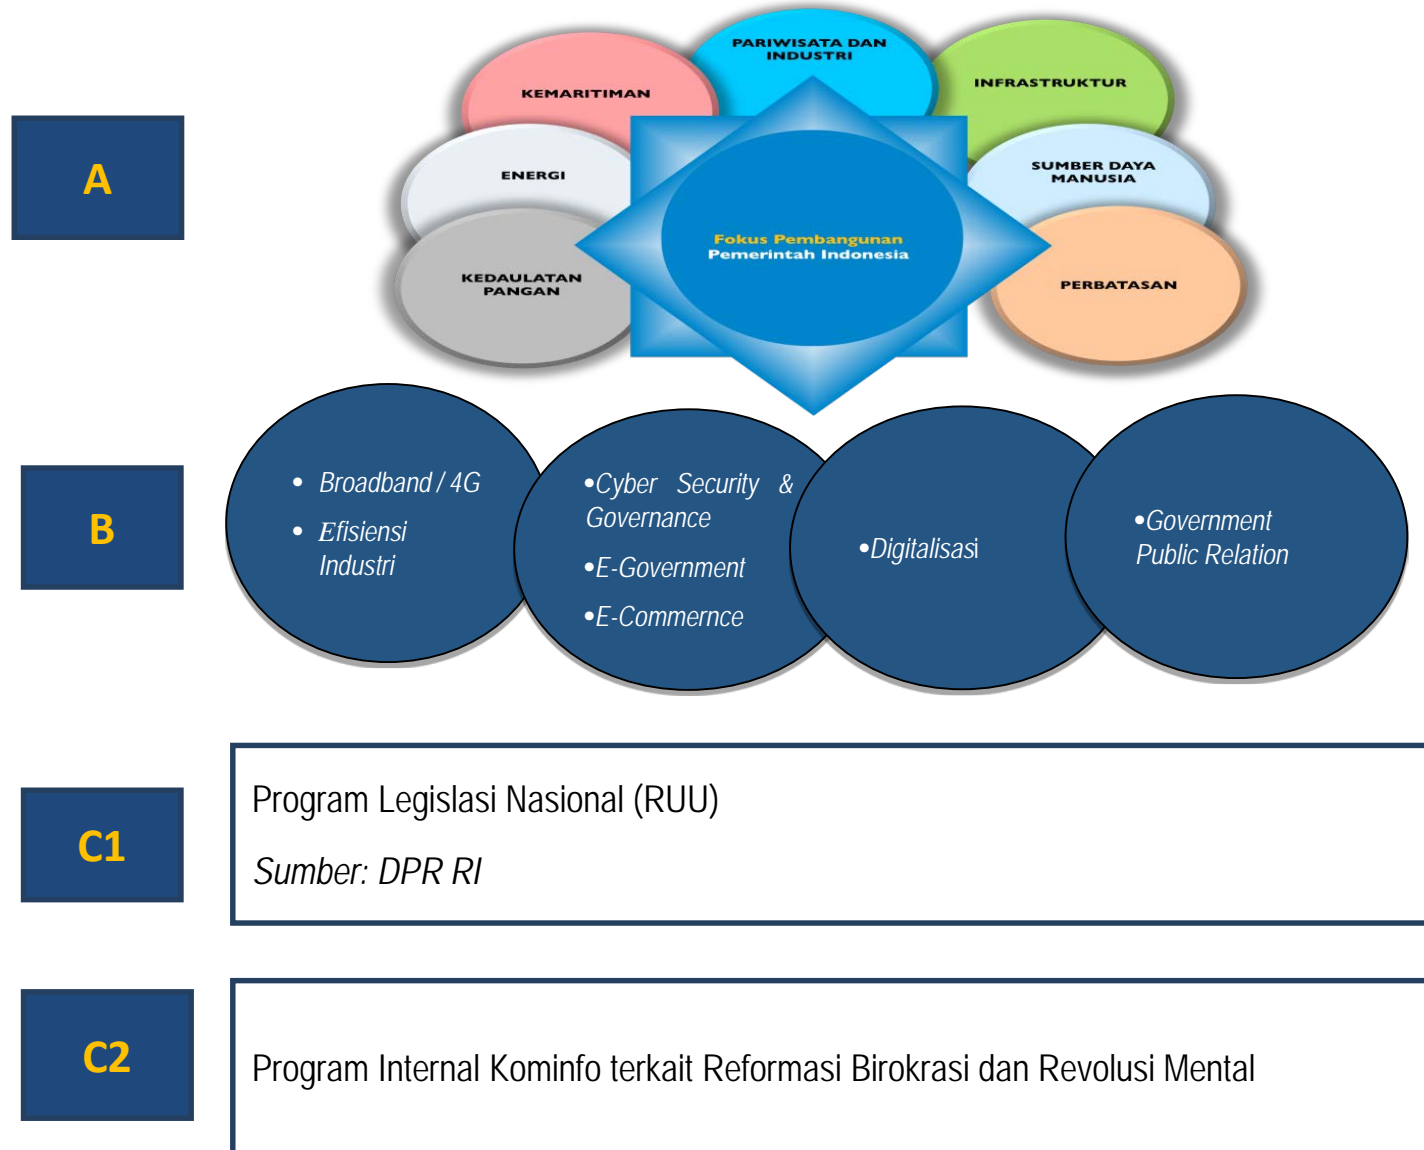 A
PARIWISATA DAN
INDUSTRI
KEMARITIMAN
INFRASTRUKTUR
ENERGI
SUMBER DAYA
MANUSIA
Fokus Pembangunan
Pemerintah Indonesia
KEDAULATAN
PANGAN
PERBATASAN
B
• Broadband / 4G
• Efisiensi
Industri
•Cyber Security &
Governance
•E-Government
•E-Commernce
•Digitalisasi
•Government
Public Relation
C1
Program Legislasi Nasional (RUU)
Sumber: DPR RI
C2
Program Internal Kominfo terkait Reformasi Birokrasi dan Revolusi Mental